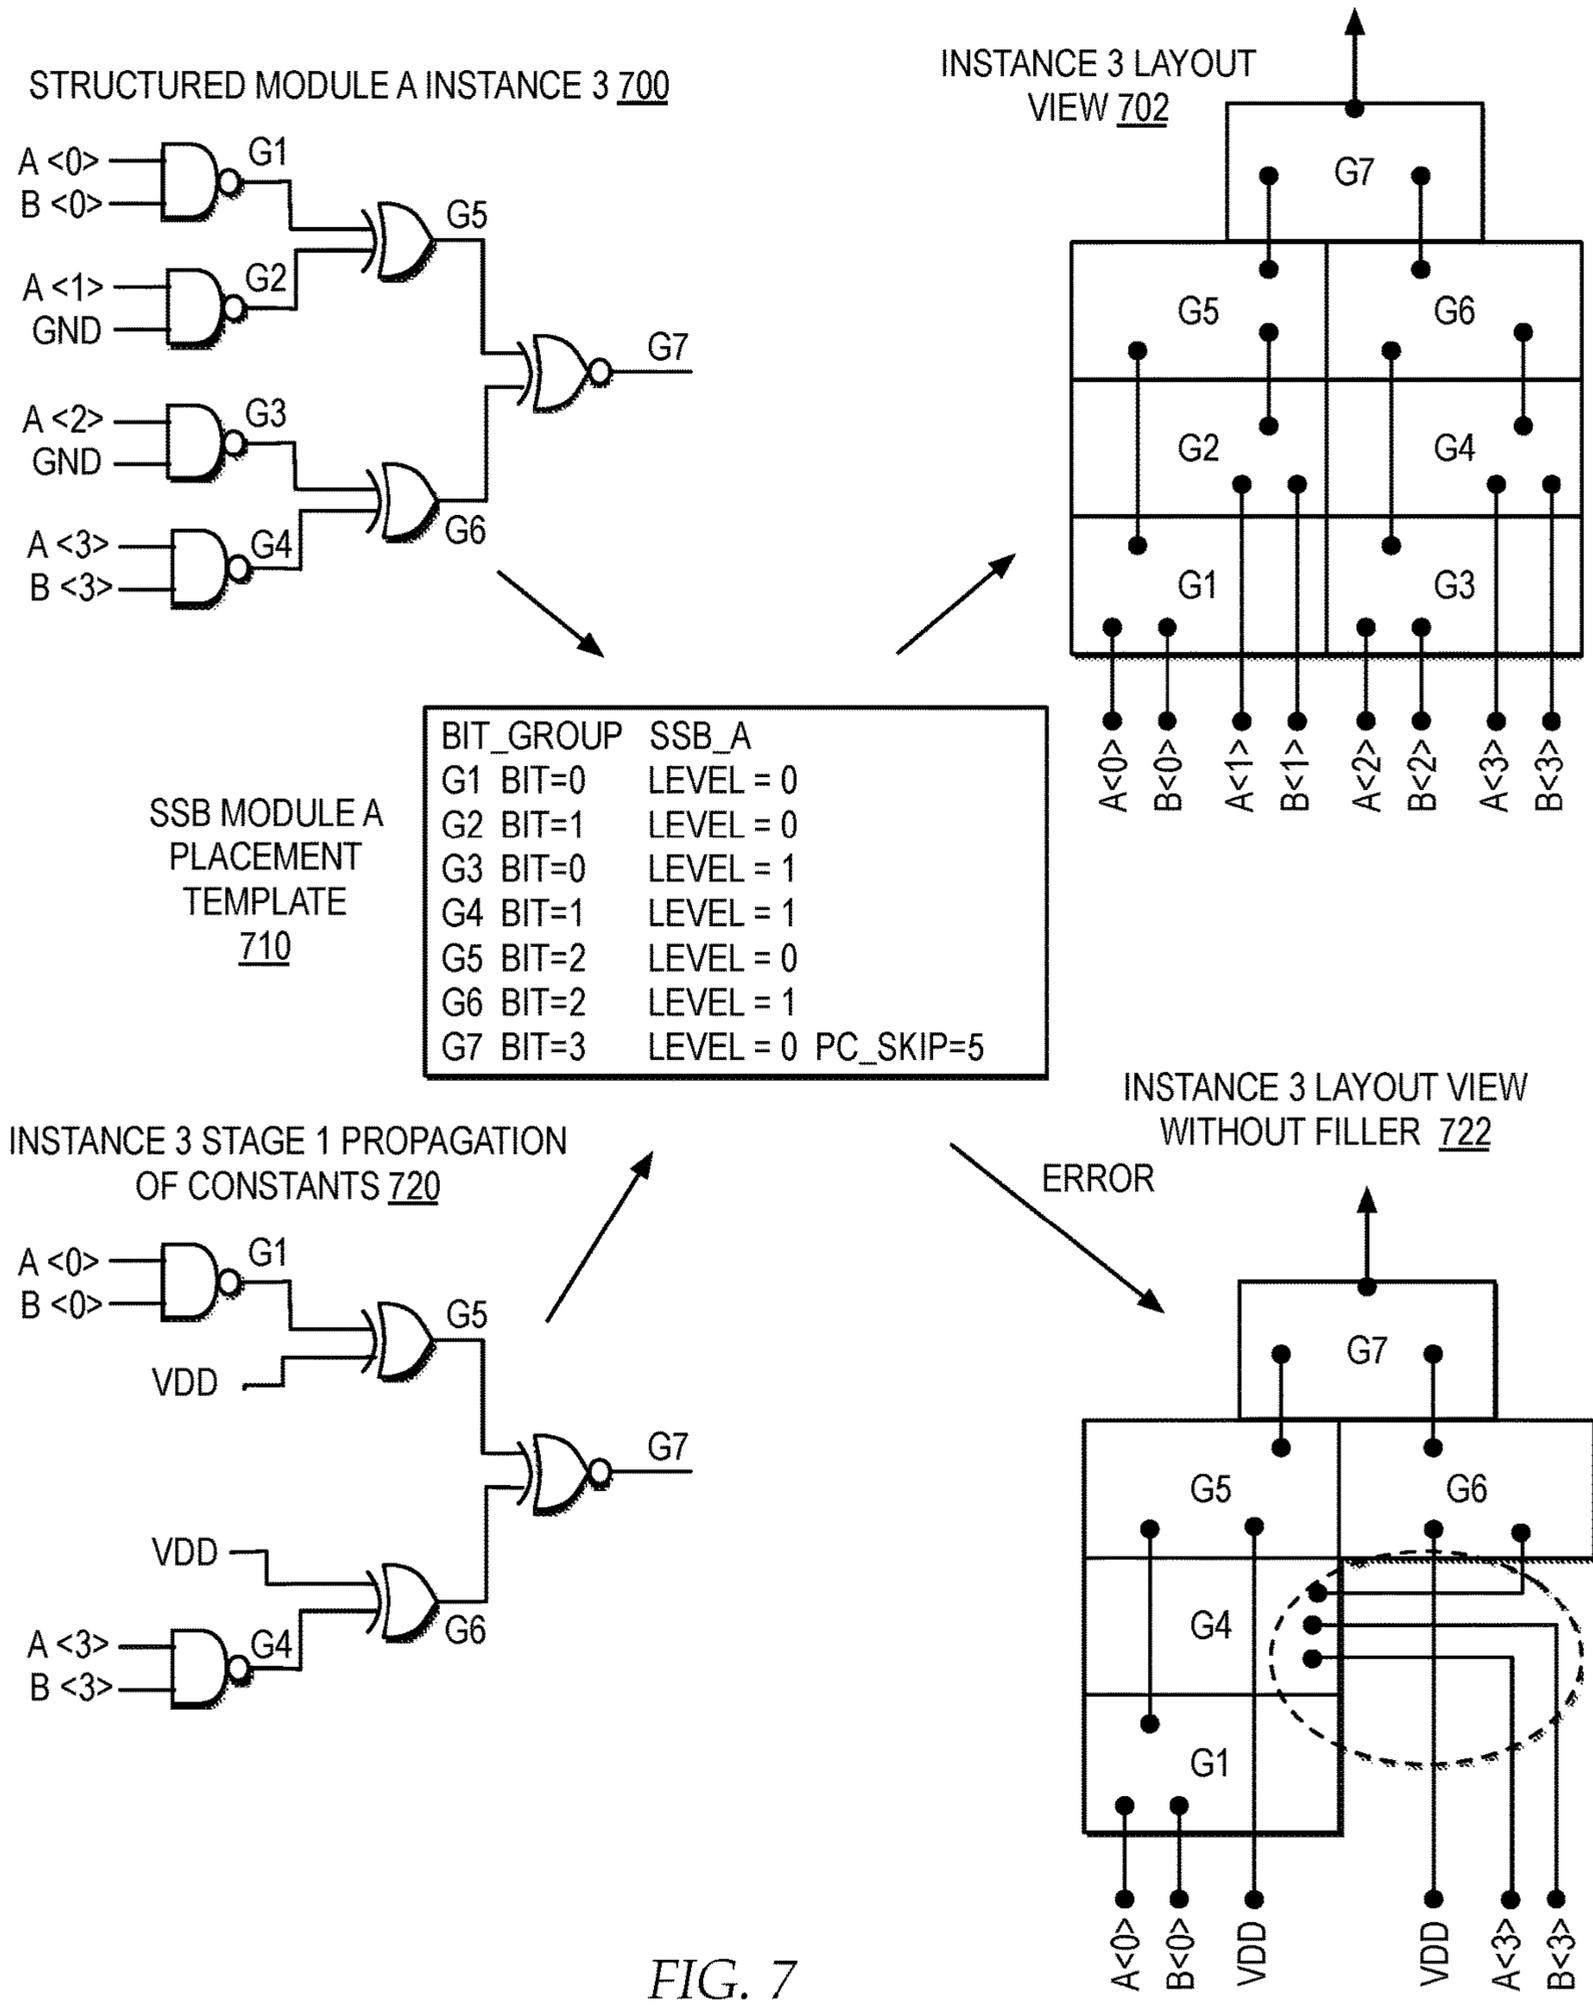 STRUCTURED MODULE A INSTANCE 3 700
A <0>
B <0>
G1
A <1>
GND
G2
G5
A <2>
GND
G3
G7
A <3>
B <3>
G4
G6
INSTANCE 3 LAYOUT
VIEW 702
G7
G5
G6
G2
G4
G1
G3
A<0>
B<0>
A<1>
B<1>
A<2>
B<2>
A<3>
B<3>
SSB MODULE A
PLACEMENT
TEMPLATE
710
BIT_GROUP SSB_A
G1 BIT=0 LEVEL = 0
G2 BIT=1 LEVEL = 0
G3 BIT=0 LEVEL = 1
G4 BIT=1 LEVEL = 1
G5 BIT=2 LEVEL = 0
G6 BIT=2 LEVEL = 1
G7 BIT=3 LEVEL = 0 PC_SKIP=5
INSTANCE 3 STAGE 1 PROPAGATION
OF CONSTANTS 720
A <0>
B <0>
G1
VDD
G5
G7
VDD
A <3>
B <3>
G4
G6
ERROR
INSTANCE 3 LAYOUT VIEW
WITHOUT FILLER 722
G7
G5
G6
G4
G1
A<0>
B<0>
VDD
VDD
A<3>
B<3>
FIG. 7